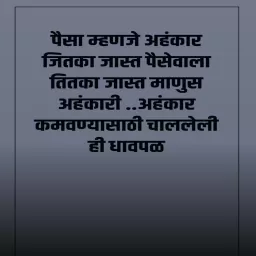 पैसा म्हणजे अहंकार
जितका जास्त पैसेवाला
तितका जास्त माणुस
अहंकारी ..अहंकार
कमवण्यासाठी चाललेली
ही धावपळ